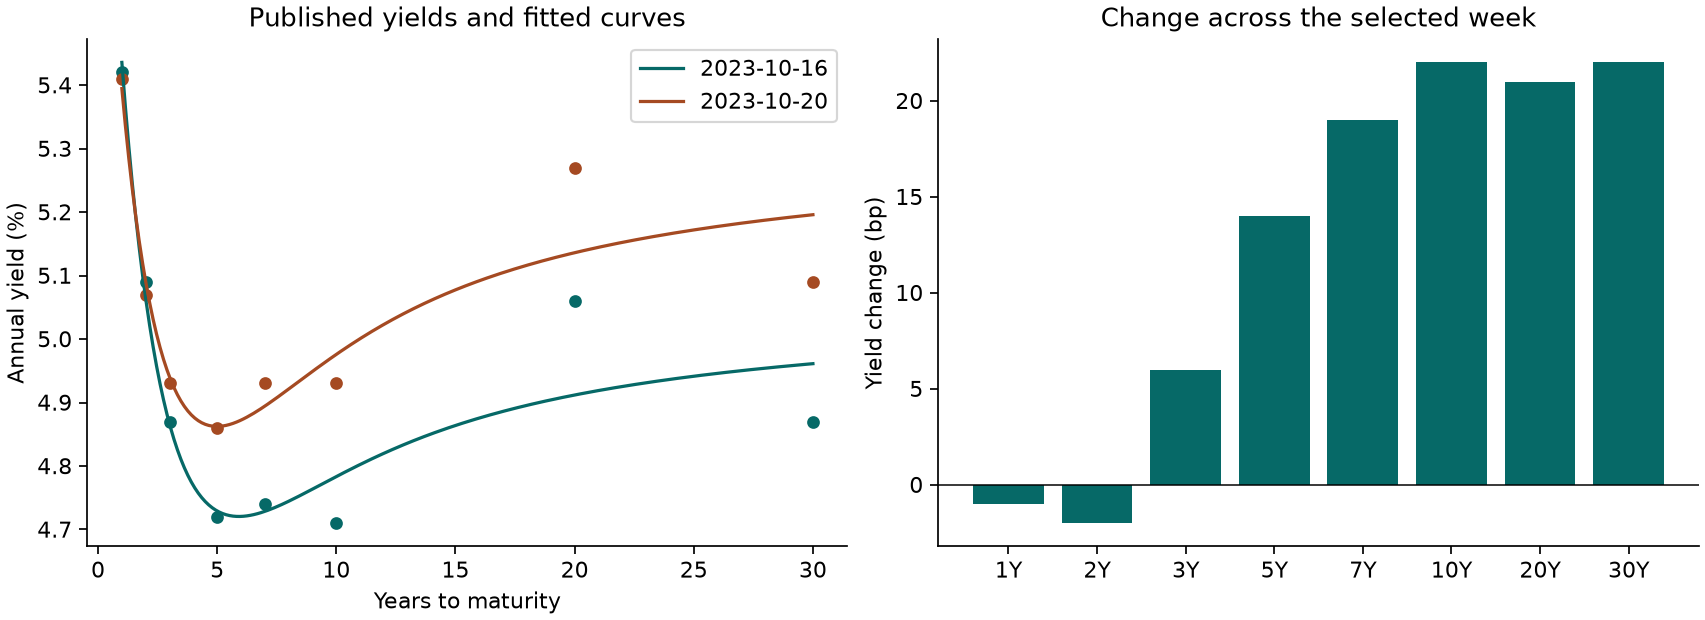 Published yields and fitted curves
2023-10-16
2023-10-20
Annual yield (%)
5.4
5.3
5.2
5.1
5.0
4.9
4.8
4.7
0 5 10 15 20 25 30
Years to maturity
Change across the selected week
Yield change (bp)
20
15
10
5
0
1Y 2Y 3Y 5Y 7Y 10Y 20Y 30Y